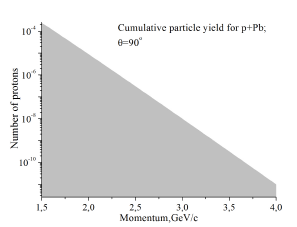 Cumulative particle yield for p+Pb;
θ=90°
Number of protons
10⁻⁴
10⁻⁶
10⁻⁸
10⁻¹⁰
1,5 2,0 2,5 3,0 3,5 4,0
Momentum,GeV/c